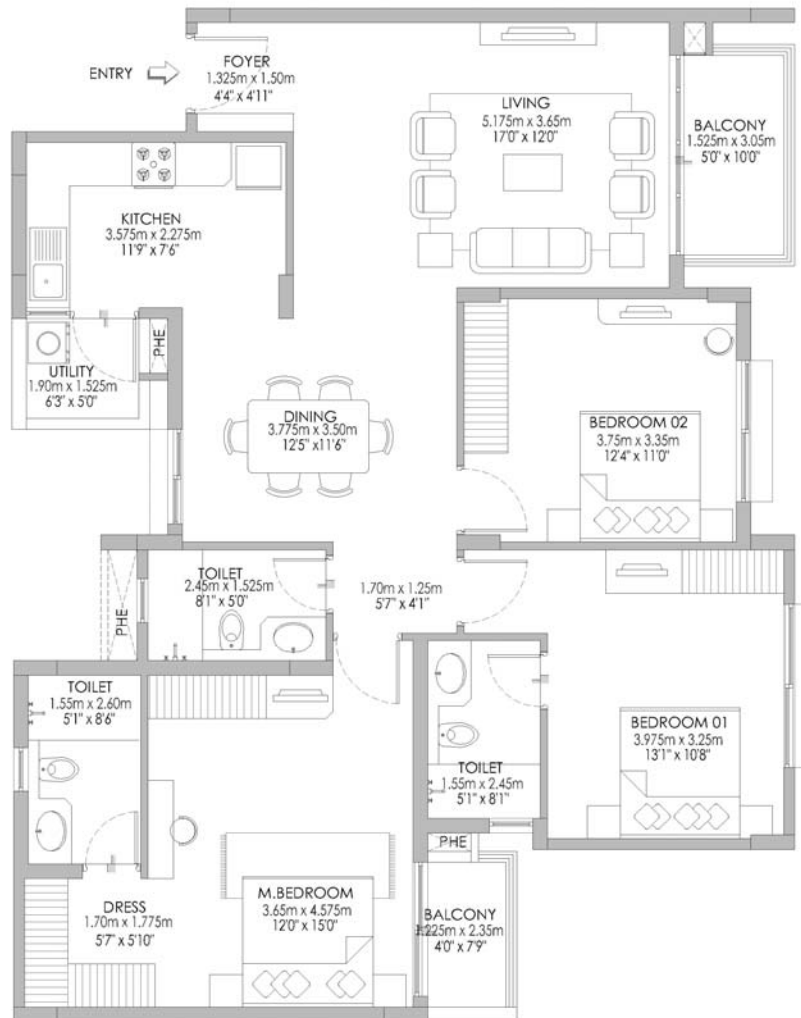 ENTRY
FOYER
1.325m x 1.50m
4'4" x 4'11"
LIVING
5.175m x 3.65m
17'0" x 12'0"
BALCONY
1.525m x 3.05m
5'0" x 10'0"
KITCHEN
3.575m x 2.275m
11'9" x 7'6"
PHE
UTILITY
1.90m x 1.525m
6'3" x 5'0"
DINING
3.775m x 3.50m
12'5" x11'6"
BEDROOM 02
3.75m x 3.35m
12'4" x 11'0"
TOILET
2.45m x 1.525m
8'1" x 5'0"
1.70m x 1.25m
5'7" x 4'1"
PHE
TOILET
1.55m x 2.60m
5'1" x 8'6"
BEDROOM 01
3.975m x 3.25m
13'1" x 10'8"
TOILET
1.55m x 2.45m
5'1" x 8'1"
PHE
M.BEDROOM
3.65m x 4.575m
12'0" x 15'0"
DRESS
1.70m x 1.775m
5'7" x 5'10"
BALCONY
1.225m x 2.35m
4'0" x 7'9"